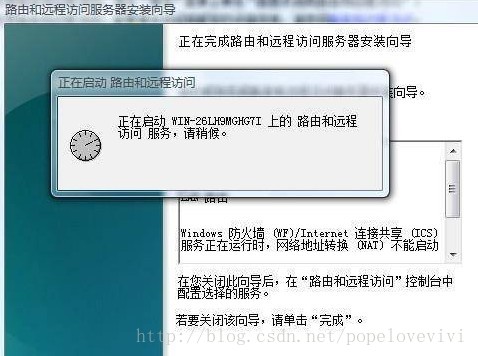 路由和远程访问服务器安装向导
正在完成路由和远程访问服务器安装向导
正在启动 路由和远程访问
向导。
正在启动 WIN-26LH9MGHG7I 上的 路由和远程
访问 服务，请稍候。
LAN 路由
Windows 防火墙 (WF)/Internet 连接共享 (ICS)
服务正在运行时，网络地址转换 (NAT) 不能启动
在您关闭此向导后，在“路由和远程访问”控制台中
配置选择的服务。
若要关闭该向导，请单击“完成”。
http://blog.csdn.net/popelovevivi